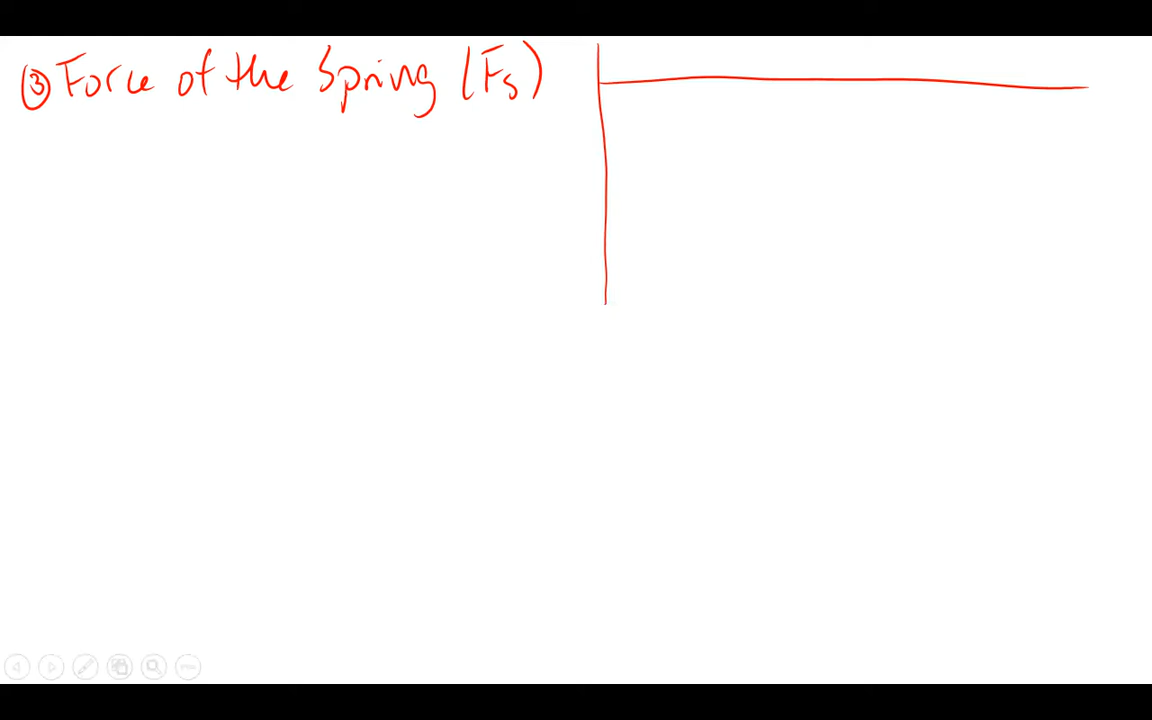 ③ Force of the Spring (Fs)